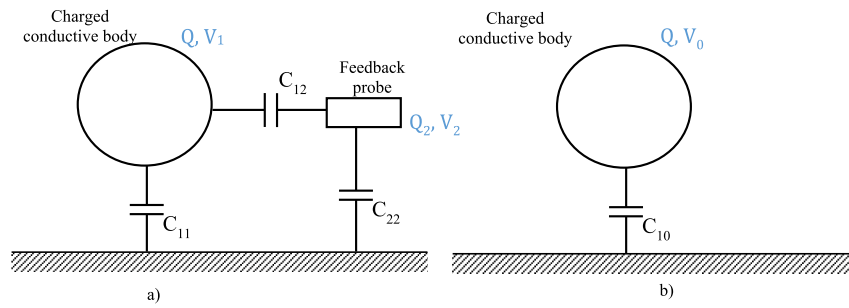 Charged
conductive body
Q, V₁
C₁₂
Feedback
probe
Q₂, V₂
C₁₁
C₂₂
a)
Charged
conductive body
Q, V₀
C₁₀
b)